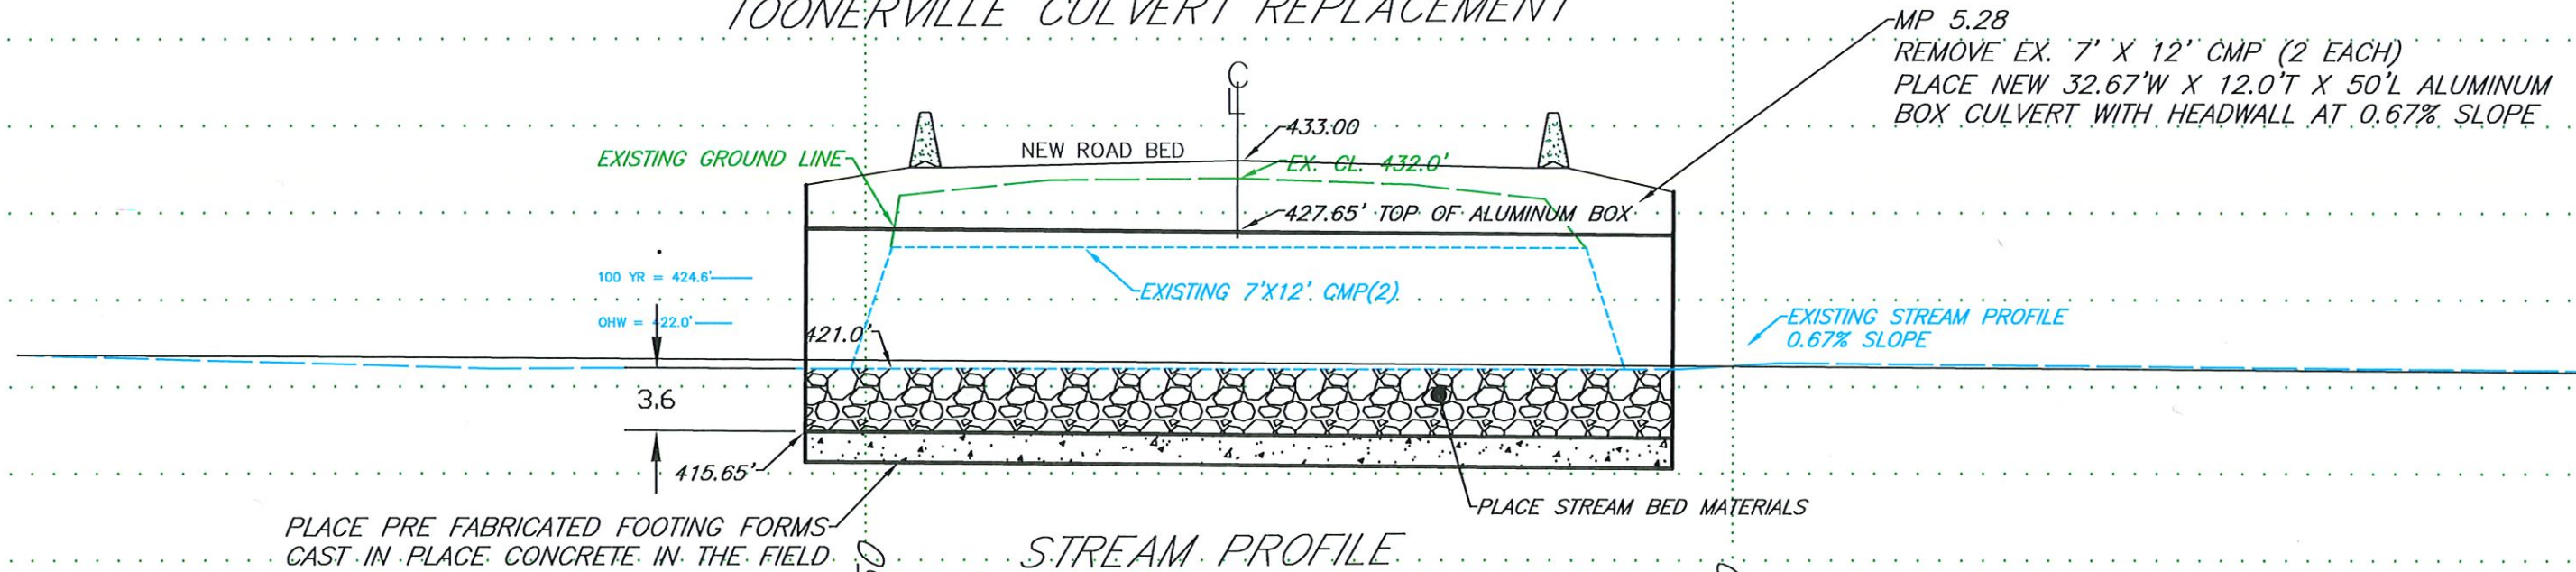 TOONERVILLE CULVERT REPLACEMENT
MP 5.28
REMOVE EX. 7' X 12' CMP (2 EACH)
PLACE NEW 32.67'W X 12.0'T X 50'L ALUMINUM
BOX CULVERT WITH HEADWALL AT 0.67% SLOPE
CL
433.00
NEW ROAD BED
EXISTING GROUND LINE
EX. CL. 432.0'
427.65' TOP OF ALUMINUM BOX
100 YR = 424.6'
EXISTING 7'X12' CMP(2)
OHW = 422.0'
EXISTING STREAM PROFILE
0.67% SLOPE
421.0'
3.6
415.65'
PLACE STREAM BED MATERIALS
PLACE PRE FABRICATED FOOTING FORMS
CAST IN PLACE CONCRETE IN THE FIELD
STREAM PROFILE